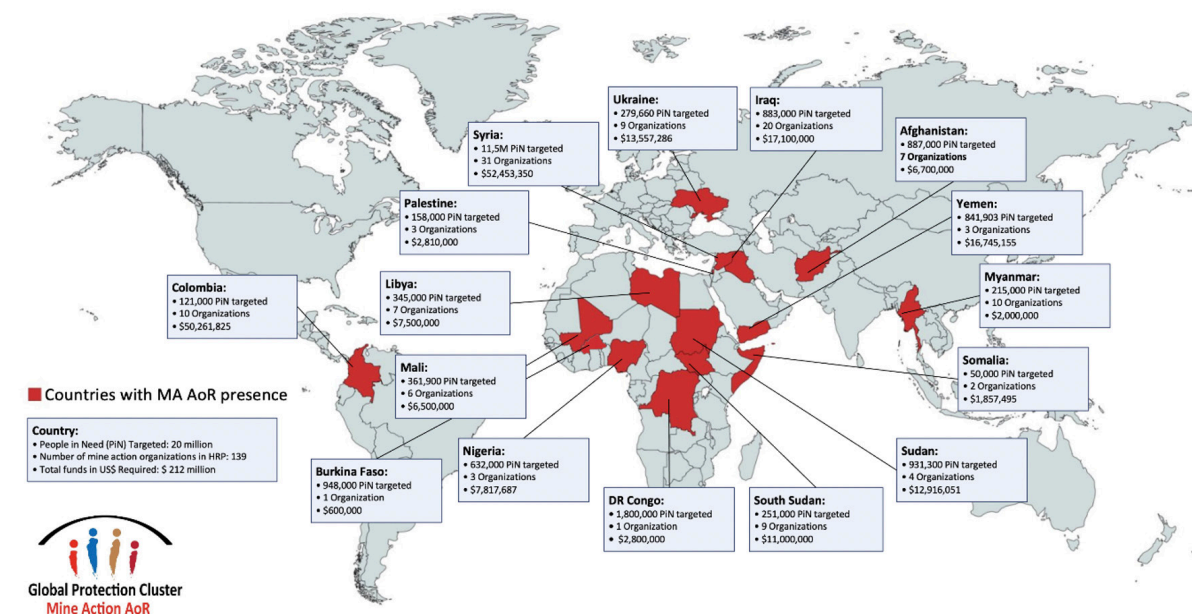 Ukraine:
• 279,660 PiN targeted
• 9 Organizations
• $13,557,286
Iraq:
• 883,000 PiN targeted
• 20 Organizations
• $17,100,000
Syria:
• 11,5M PiN targeted
• 31 Organizations
• $52,453,350
Afghanistan:
• 887,000 PiN targeted
7 Organizations
• $6,700,000
Palestine:
• 158,000 PiN targeted
• 3 Organizations
• $2,810,000
Yemen:
• 841,903 PiN targeted
• 3 Organizations
• $16,745,155
Colombia:
• 121,000 PiN targeted
• 10 Organizations
• $50,261,825
Libya:
• 345,000 PiN targeted
• 7 Organizations
• $7,500,000
Myanmar:
• 215,000 PiN targeted
• 10 Organizations
• $2,000,000
Mali:
• 361,900 PiN targeted
• 6 Organizations
• $6,500,000
Somalia:
• 50,000 PiN targeted
• 2 Organizations
• $1,857,495
Countries with MA AoR presence
Country:
• People in Need (PiN) Targeted: 20 million
• Number of mine action organizations in HRP: 139
• Total funds in US$ Required: $ 212 million
Burkina Faso:
• 948,000 PiN targeted
• 1 Organization
• $600,000
Nigeria:
• 632,000 PiN targeted
• 3 Organizations
• $7,817,687
DR Congo:
• 1,800,000 PiN targeted
• 1 Organization
• $2,800,000
South Sudan:
• 251,000 PiN targeted
• 9 Organizations
• $11,000,000
Sudan:
• 931,300 PiN targeted
• 4 Organizations
• $12,916,051
Global Protection Cluster
Mine Action AoR